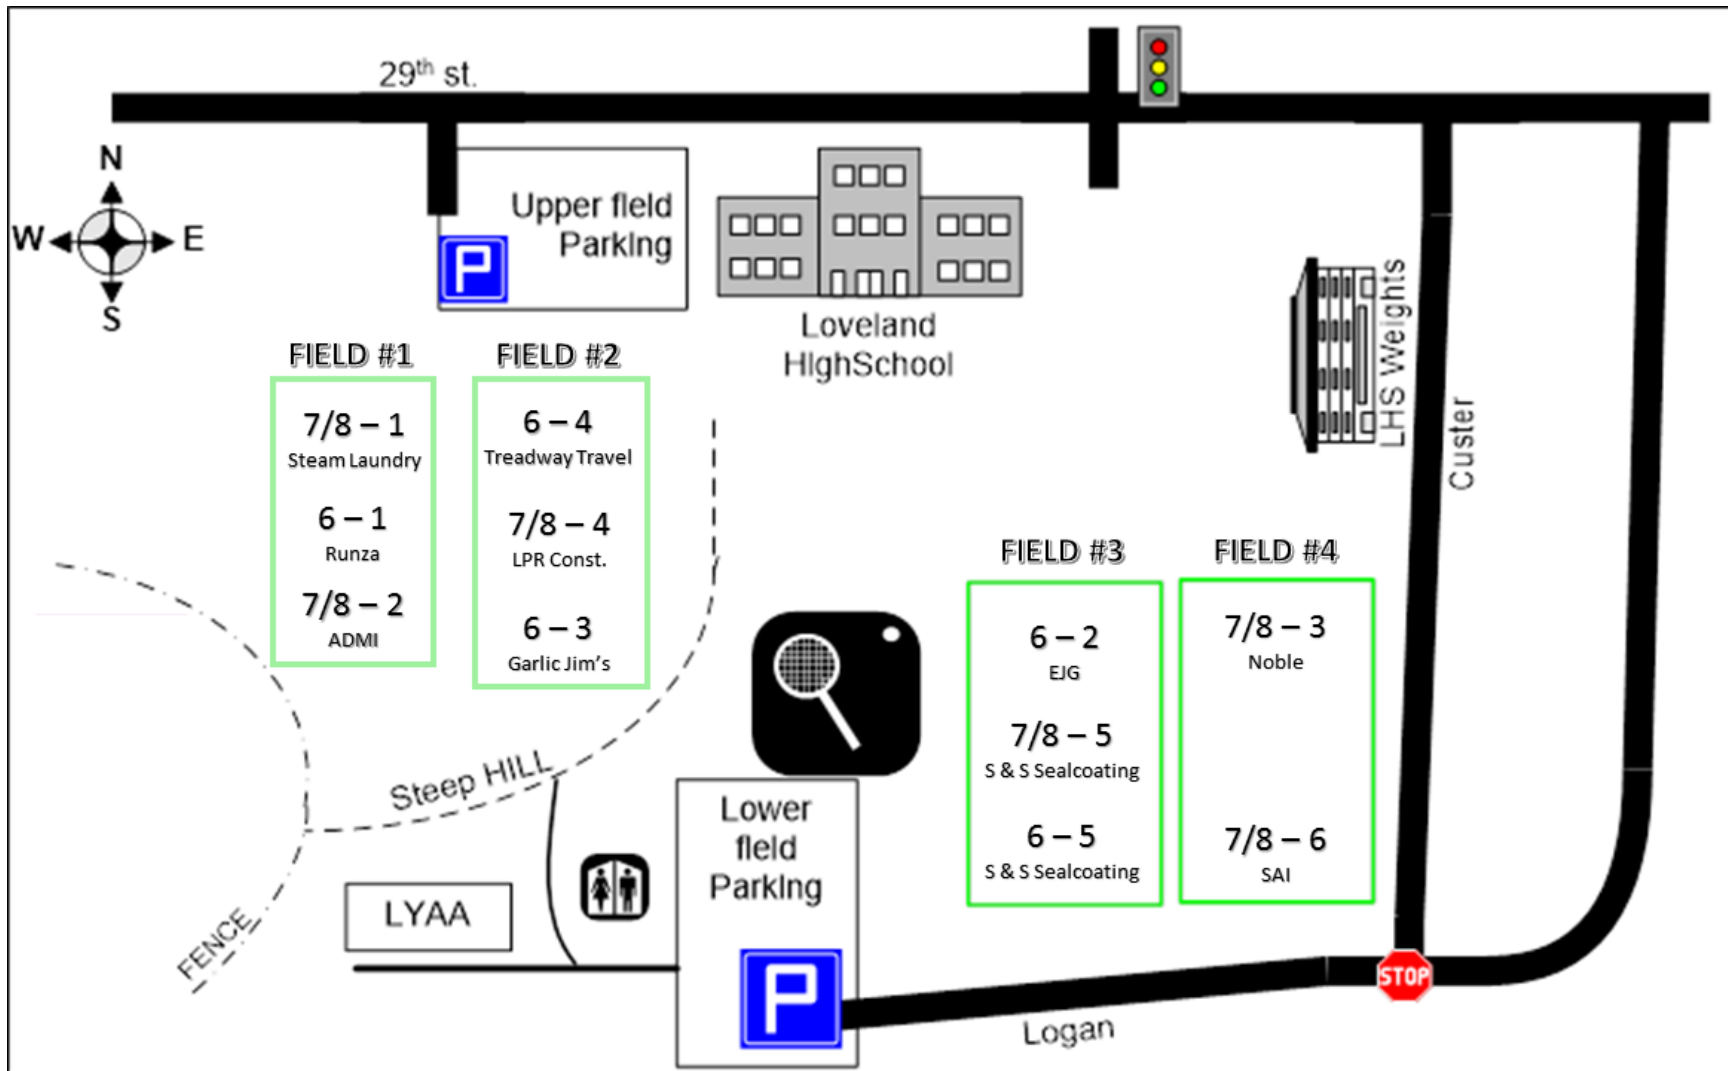 29th st.
N
W
E
S
Upper field
Parking
P
Loveland
HighSchool
LHS Weights
Custer
FIELD #1
7/8 – 1
Steam Laundry
6 – 1
Runza
7/8 – 2
ADMI
FIELD #2
6 – 4
Treadway Travel
7/8 – 4
LPR Const.
6 – 3
Garlic Jim's
FIELD #3
6 – 2
EJG
7/8 – 5
S & S Sealcoating
6 – 5
S & S Sealcoating
FIELD #4
7/8 – 3
Noble
7/8 – 6
SAI
Steep HILL
FENCE
LYAA
Lower
field
Parking
P
Logan
STOP